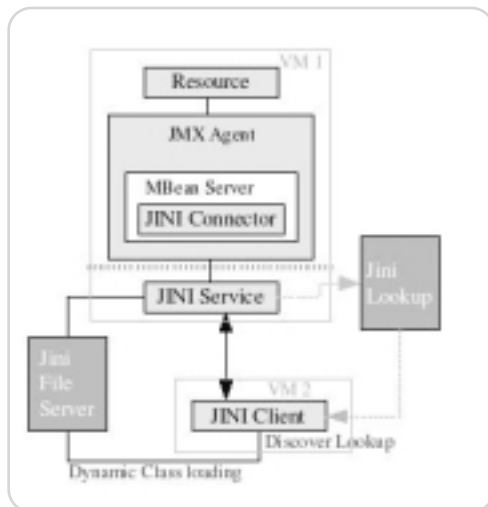 VM 1
Resource
JMX Agent
MBean Server
JINI Connector
JINI Service
Jini
Lookup
Jini
File
Server
VM 2
JINI Client
Discover Lookup
Dynamic Class loading